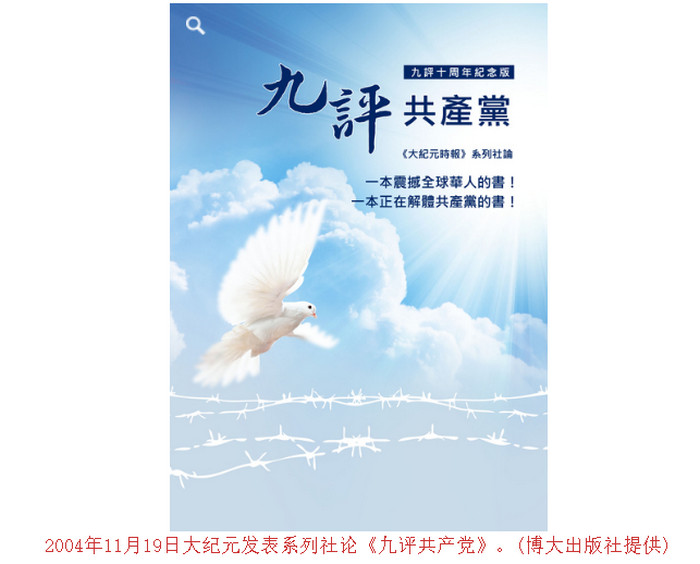 九評十周年紀念版
九評 共產黨
《大紀元時報》系列社論
一本震撼全球華人的書！
一本正在解體共產黨的書！
2004年11月19日大纪元发表系列社论《九评共产党》。(博大出版社提供)